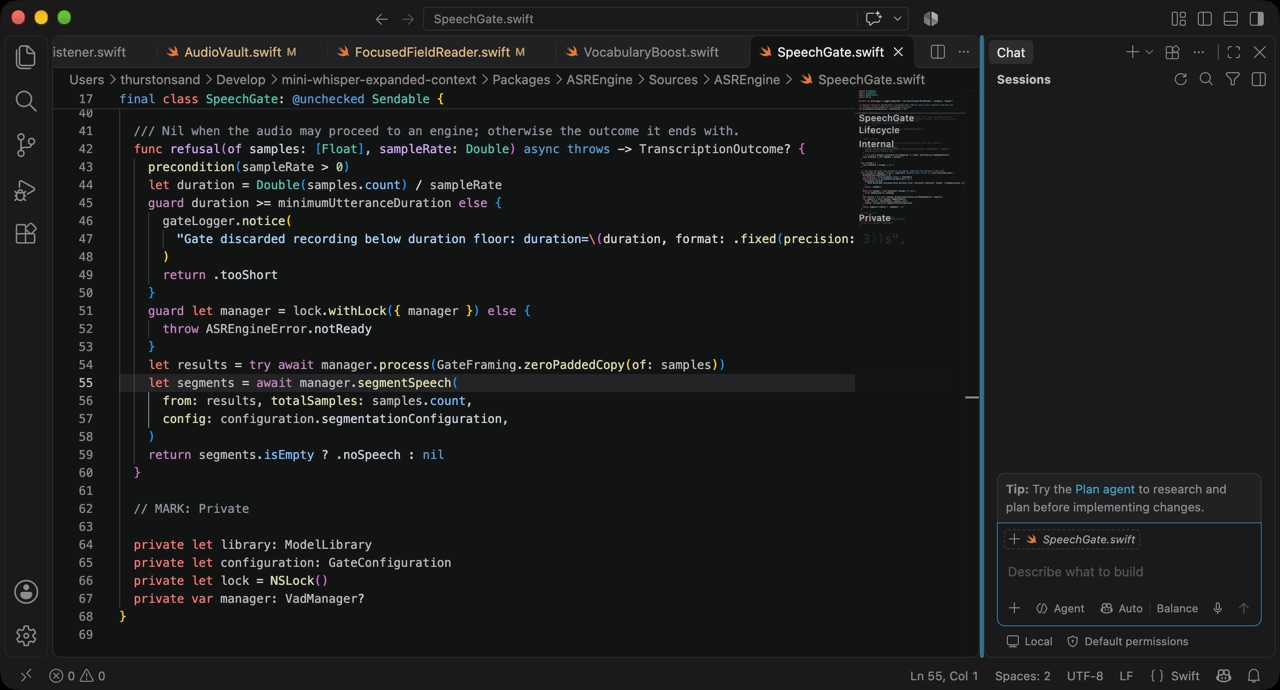 SpeechGate.swift
istener.swift
AudioVault.swift M
FocusedFieldReader.swift M
VocabularyBoost.swift
SpeechGate.swift
Users > thurstonsand > Develop > mini-whisper-expanded-context > Packages > ASREngine > Sources > ASREngine > SpeechGate.swift
17 final class SpeechGate: @unchecked Sendable {
40
41 /// Nil when the audio may proceed to an engine; otherwise the outcome it ends with.
42 func refusal(of samples: [Float], sampleRate: Double) async throws -> TranscriptionOutcome? {
43 precondition(sampleRate > 0)
44 let duration = Double(samples.count) / sampleRate
45 guard duration >= minimumUtteranceDuration else {
46 gateLogger.notice(
47 "Gate discarded recording below duration floor: duration=\(duration, format: .fixed(precision: 3))s",
48 )
49 return .tooShort
50 }
51 guard let manager = lock.withLock({ manager }) else {
52 throw ASREngineError.notReady
53 }
54 let results = try await manager.process(GateFraming.zeroPaddedCopy(of: samples))
55 let segments = await manager.segmentSpeech(
56 from: results, totalSamples: samples.count,
57 config: configuration.segmentationConfiguration,
58 )
59 return segments.isEmpty ? .noSpeech : nil
60 }
61
62 // MARK: Private
63
64 private let library: ModelLibrary
65 private let configuration: GateConfiguration
66 private let lock = NSLock()
67 private var manager: VadManager?
68 }
69
SpeechGate
Lifecycle
Internal
Private
Chat
Sessions
Tip: Try the Plan agent to research and
plan before implementing changes.
SpeechGate.swift
Describe what to build
Agent Auto Balance
Local Default permissions
0 0
Ln 55, Col 1 Spaces: 2 UTF-8 LF { } Swift